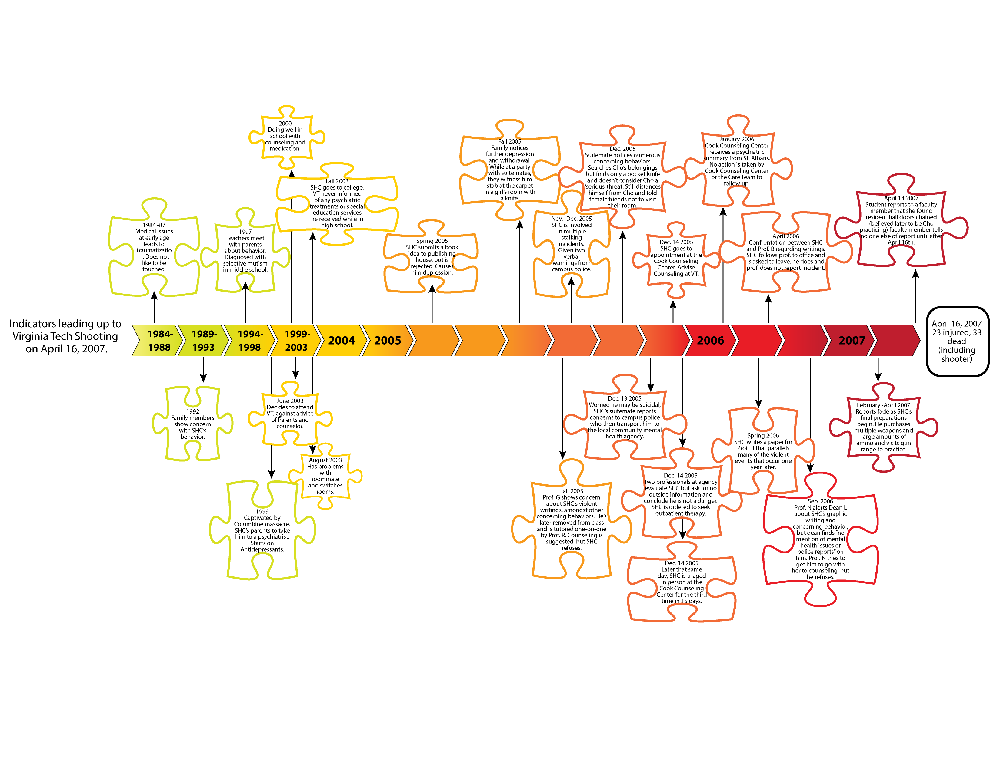 2000
Doing well in
school with
counseling and
medication.
Fall 2003
SHC goes to college.
VT never informed
of any psychiatric
treatments or special
education services
he received while in
high school.
Fall 2005
Family notices
further depression
and withdrawal.
While at a party
with suitemates,
they witness him
stab at the carpet
in a girl's room with
a knife.
Dec. 2005
Suitemate notices numerous
concerning behaviors.
Searches Cho's belongings
but finds only a pocket knife
and doesn't consider Cho a
'serious' threat. Still distances
himself from Cho and told
female friends not to visit
their room.
January 2006
Cook Counseling Center
receives a psychiatric
summary from St. Albans.
No action is taken by
Cook Counseling Center
or the Care Team to
follow up.
1984 -87
Medical issues
at early age
leads to
traumatizatio
n. Does not
like to be
touched.
1997
Teachers meet
with parents
about behavior.
Diagnosed with
selective mutism
in middle school.
Spring 2005
SHC submits a book
idea to publishing
house, but is
rejected. Causes
him depression.
Nov.- Dec. 2005
SHC is involved
in multiple
stalking
incidents.
Given two
verbal
warnings from
campus police.
Dec. 14 2005
SHC goes to
appointment at the
Cook Counseling
Center. Advise
Counseling at VT.
April 2006
Confrontation between SHC
and Prof. B regarding writings.
SHC follows prof. to office and
is asked to leave, he does and
prof. does not report incident.
April 14 2007
Student reports to a faculty
member that she found
resident hall doors chained
(believed later to be Cho
practicing) faculty member tells
no one else of report until after
April 16th.
Indicators leading up to
Virginia Tech Shooting
on April 16, 2007.
1984-
1988
1989-
1993
1994-
1998
1999-
2003
2004
2005
2006
2007
April 16, 2007
23 injured, 33
dead
(including
shooter)
1992
Family members
show concern
with SHC's
behavior.
June 2003
Decides to attend
VT, against advice
of Parents and
counselor.
August 2003
Has problems
with
roommate
and switches
rooms.
1999
Captivated by
Columbine massacre.
SHC's parents to take
him to a psychiatrist.
Starts on
Antidepressants.
Fall 2005
Prof. G shows concern
about SHC's violent
writings, amongst other
concerning behaviors. He's
later removed from class
and is tutored one-on-one
by Prof. R. Counseling is
suggested, but SHC
refuses.
Dec. 13 2005
Worried he may be suicidal,
SHC's suitemate reports
concerns to campus police
who then transport him to
the local community mental
health agency.
Dec. 14 2005
Two professionals at agency
evaluate SHC but ask for no
outside information and
conclude he is not a danger.
SHC is ordered to seek
outpatient therapy.
Dec. 14 2005
Later that same
day, SHC is triaged
in person at the
Cook Counseling
Center for the third
time in 15 days.
Spring 2006
SHC writes a paper for
Prof. H that parallels
many of the violent
events that occur one
year later.
Sep. 2006
Prof. N alerts Dean L
about SHC's graphic
writing and
concerning behavior,
but dean finds "no
mention of mental
health issues or
police reports" on
him. Prof. N tries to
get him to go with
her to counseling, but
he refuses.
February -April 2007
Reports fade as SHC's
final preparations
begin. He purchases
multiple weapons and
large amounts of
ammo and visits gun
range to practice.